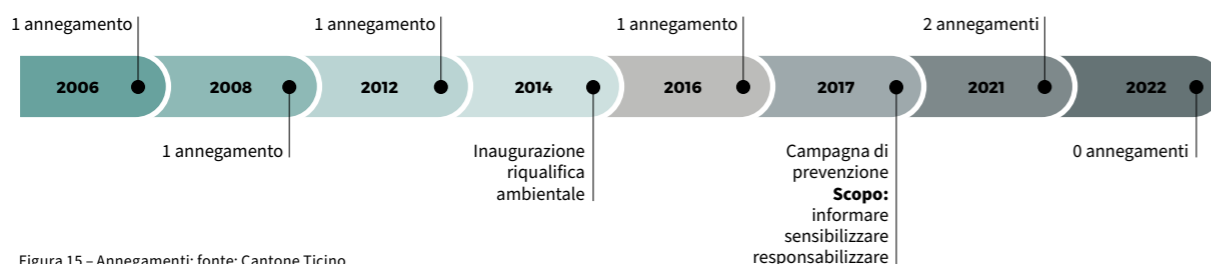 1 annegamento
1 annegamento
1 annegamento
2 annegamenti
2006
2008
2012
2014
2016
2017
2021
2022
1 annegamento
Inaugurazione
riqualifica
ambientale
Campagna di
prevenzione
Scopo:
informare
sensibilizzare
responsabilizzare
0 annegamenti
Figura 15 – Annegamenti; fonte: Cantone Ticino